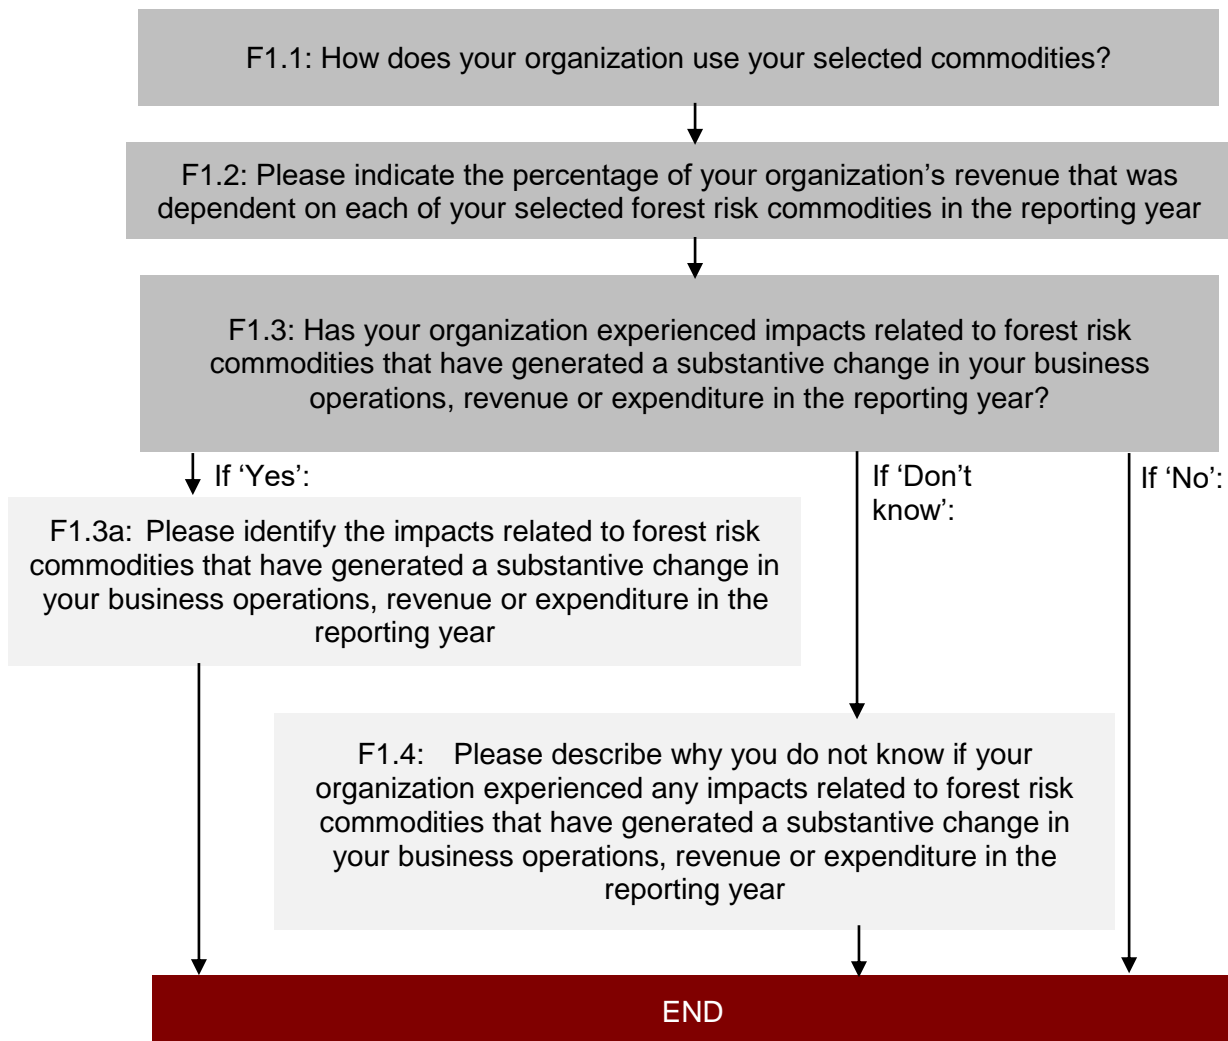 F1.1: How does your organization use your selected commodities?
F1.2: Please indicate the percentage of your organization’s revenue that was
dependent on each of your selected forest risk commodities in the reporting year
F1.3: Has your organization experienced impacts related to forest risk
commodities that have generated a substantive change in your business
operations, revenue or expenditure in the reporting year?
If ‘Yes’:
If ‘Don’t
know’:
If ‘No’:
F1.3a: Please identify the impacts related to forest risk
commodities that have generated a substantive change in
your business operations, revenue or expenditure in the
reporting year
F1.4: Please describe why you do not know if your
organization experienced any impacts related to forest risk
commodities that have generated a substantive change in
your business operations, revenue or expenditure in the
reporting year
END